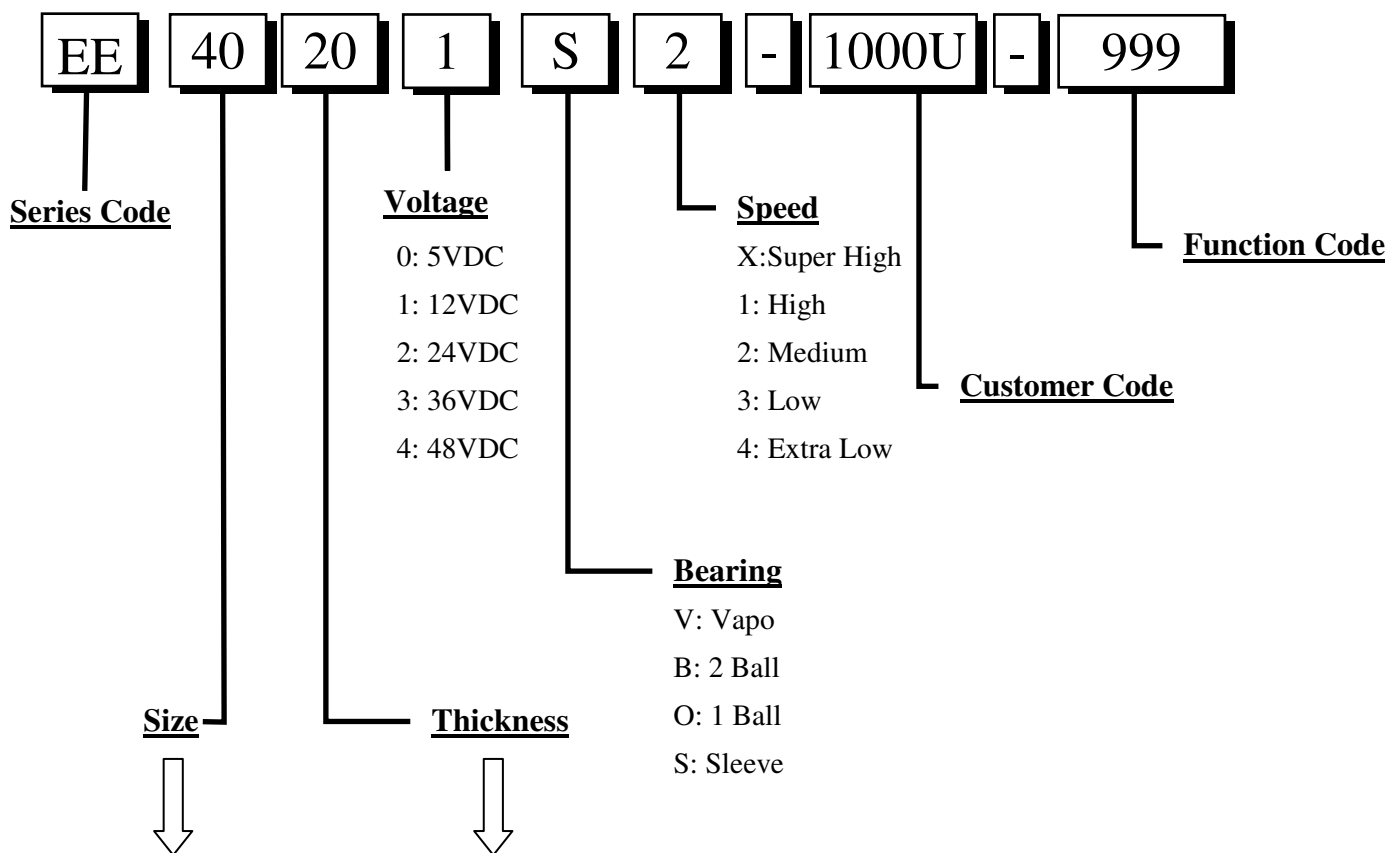 EE 40 20 1 S 2 - 1000U - 999
Series Code
Voltage
0: 5VDC
1: 12VDC
2: 24VDC
3: 36VDC
4: 48VDC
Speed
X:Super High
1: High
2: Medium
3: Low
4: Extra Low
Function Code
Customer Code
Bearing
V: Vapo
B: 2 Ball
O: 1 Ball
S: Sleeve
Size
Thickness